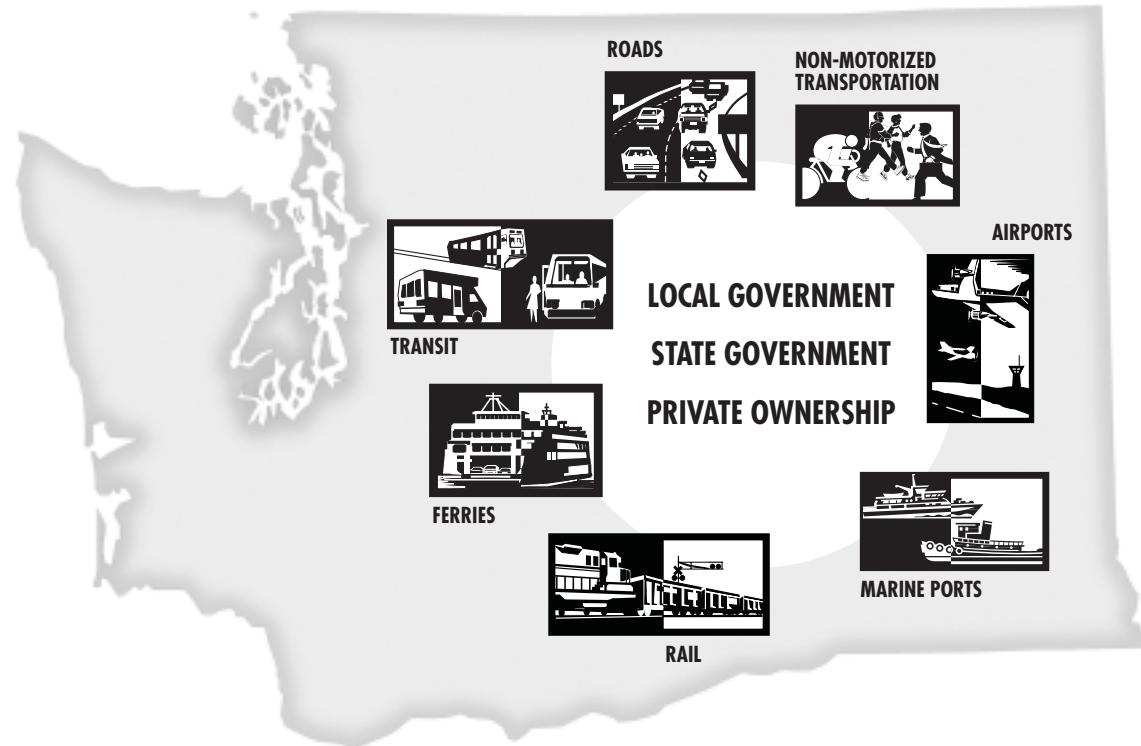 ROADS
NON-MOTORIZED
TRANSPORTATION
AIRPORTS
LOCAL GOVERNMENT
STATE GOVERNMENT
PRIVATE OWNERSHIP
TRANSIT
FERRIES
MARINE PORTS
RAIL